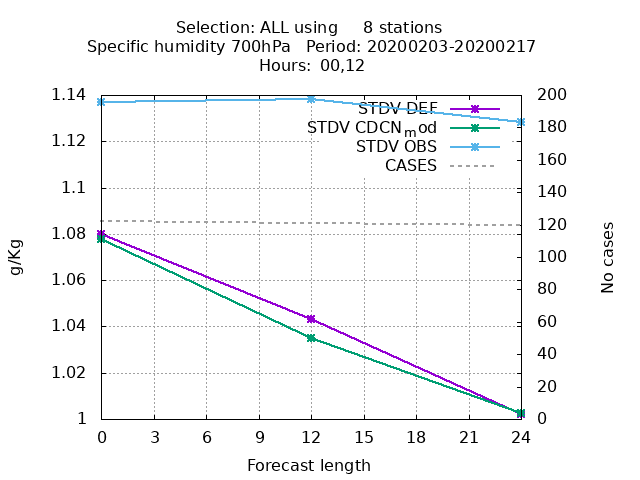 Selection: ALL using     8 stations
Specific humidity 700hPa   Period: 20200203-20200217
Hours:  00,12
STDV DEF
STDV CDCNmod
STDV OBS
CASES
1.14
1.12
1.1
1.08
1.06
1.04
1.02
1
200
180
160
140
120
100
80
60
40
20
0
g/Kg
No cases
0 3 6 9 12 15 18 21 24
Forecast length